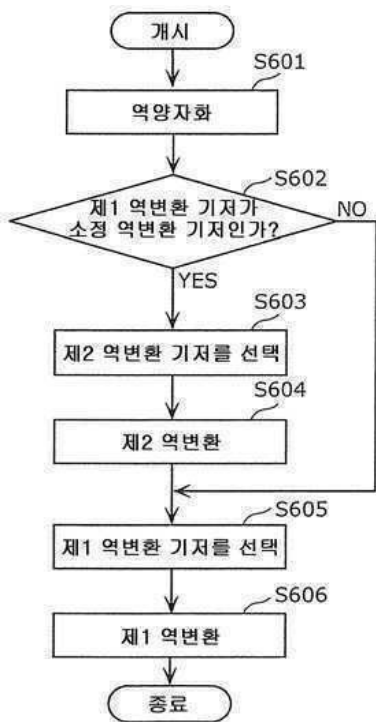 개시
S601
역양자화
S602
제1 역변환 기저가
소정 역변환 기저인가?
NO
YES
S603
제2 역변환 기저를 선택
S604
제2 역변환
S605
제1 역변환 기저를 선택
S606
제1 역변환
종료